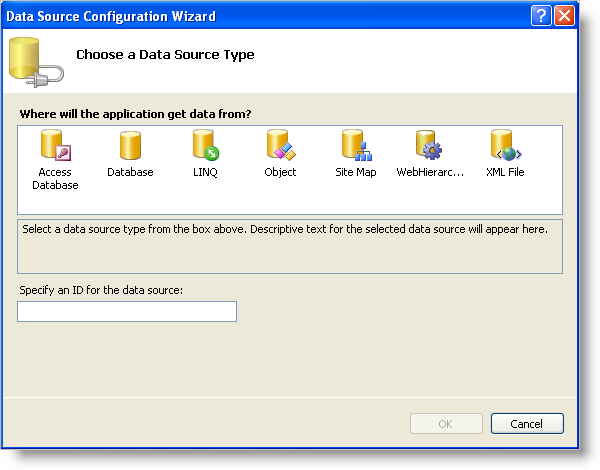 Data Source Configuration Wizard
Choose a Data Source Type
Where will the application get data from?
Access Database
Database
LINQ
Object
Site Map
WebHierarc...
XML File
Select a data source type from the box above. Descriptive text for the selected data source will appear here.
Specify an ID for the data source:
OK
Cancel